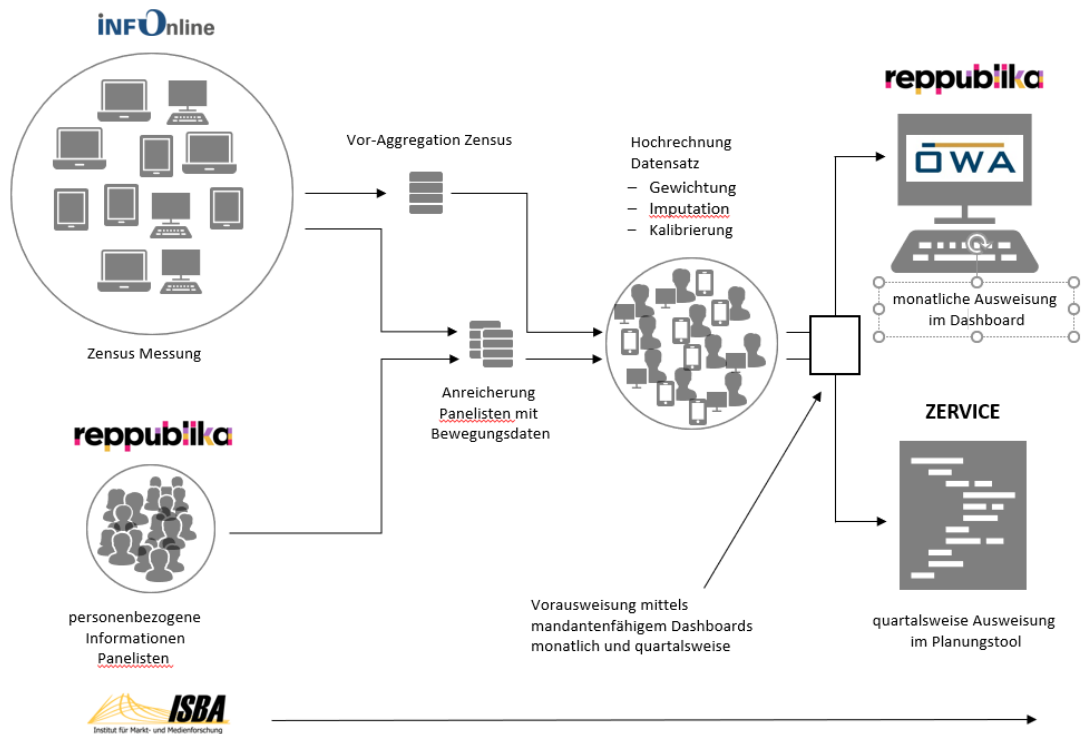 INFOnline
Zensus Messung
reppublika
personenbezogene
Informationen
Panelisten
Vor-Aggregation Zensus
Anreicherung
Panelisten mit
Bewegungsdaten
Hochrechnung
Datensatz
– Gewichtung
– Imputation
– Kalibrierung
Vorausweisung mittels
mandantenfähigem Dashboards
monatlich und quartalsweise
reppublika
ÖWA
monatliche Ausweisung
im Dashboard
ZERVICE
quartalsweise Ausweisung
im Planungstool
ISBA
Institut für Markt- und Medienforschung